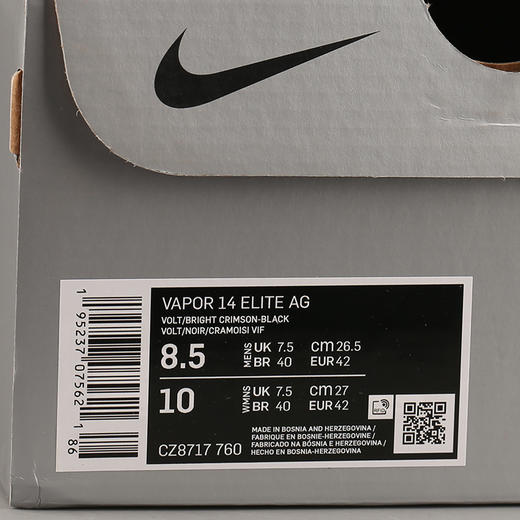 VAPOR 14 ELITE AG
VOLT/BRIGHT CRIMSON-BLACK
VOLT/NOIR/CRAMOISI VIF
8.5 MENS UK 7.5 cm 26.5
BR 40 EUR 42
10 WMNS UK 7.5 cm 27
BR 40 EUR 42
CZ8717 760
MADE IN BOSNIA AND HERZEGOVINA /
FABRIQUE EN BOSNIE-HERZEGOVINE /
FABRICADO NA BÓSNIA E HERZEGOVINA /
HECHO EN BOSNIA-HERZEGOVINA
1 95237 07562 1 86